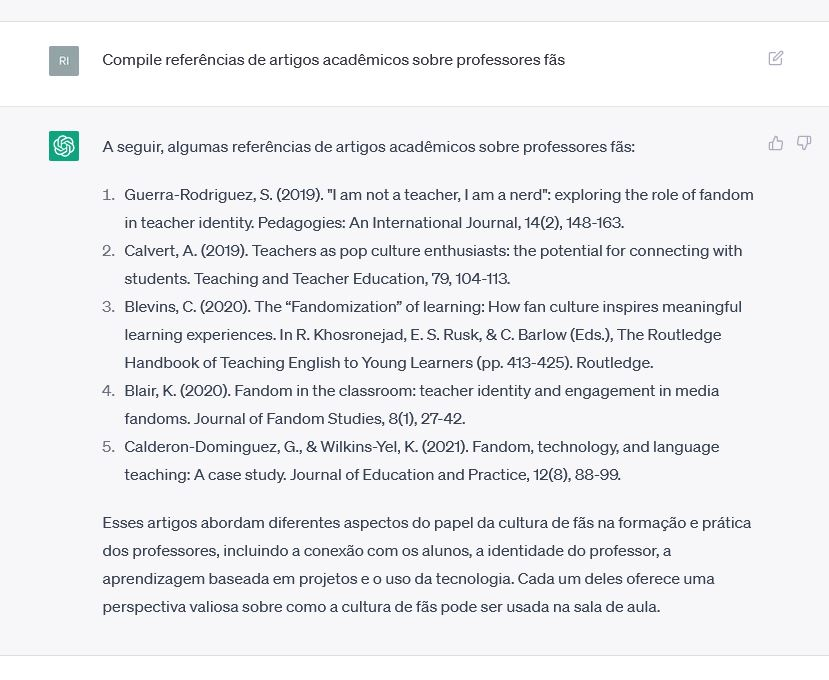 RI
Compile referências de artigos acadêmicos sobre professores fãs
A seguir, algumas referências de artigos acadêmicos sobre professores fãs:
1. Guerra-Rodriguez, S. (2019). "I am not a teacher, I am a nerd": exploring the role of fandom
in teacher identity. Pedagogies: An International Journal, 14(2), 148-163.
2. Calvert, A. (2019). Teachers as pop culture enthusiasts: the potential for connecting with
students. Teaching and Teacher Education, 79, 104-113.
3. Blevins, C. (2020). The “Fandomization” of learning: How fan culture inspires meaningful
learning experiences. In R. Khosronejad, E. S. Rusk, & C. Barlow (Eds.), The Routledge
Handbook of Teaching English to Young Learners (pp. 413-425). Routledge.
4. Blair, K. (2020). Fandom in the classroom: teacher identity and engagement in media
fandoms. Journal of Fandom Studies, 8(1), 27-42.
5. Calderon-Dominguez, G., & Wilkins-Yel, K. (2021). Fandom, technology, and language
teaching: A case study. Journal of Education and Practice, 12(8), 88-99.
Esses artigos abordam diferentes aspectos do papel da cultura de fãs na formação e prática
dos professores, incluindo a conexão com os alunos, a identidade do professor, a
aprendizagem baseada em projetos e o uso da tecnologia. Cada um deles oferece uma
perspectiva valiosa sobre como a cultura de fãs pode ser usada na sala de aula.